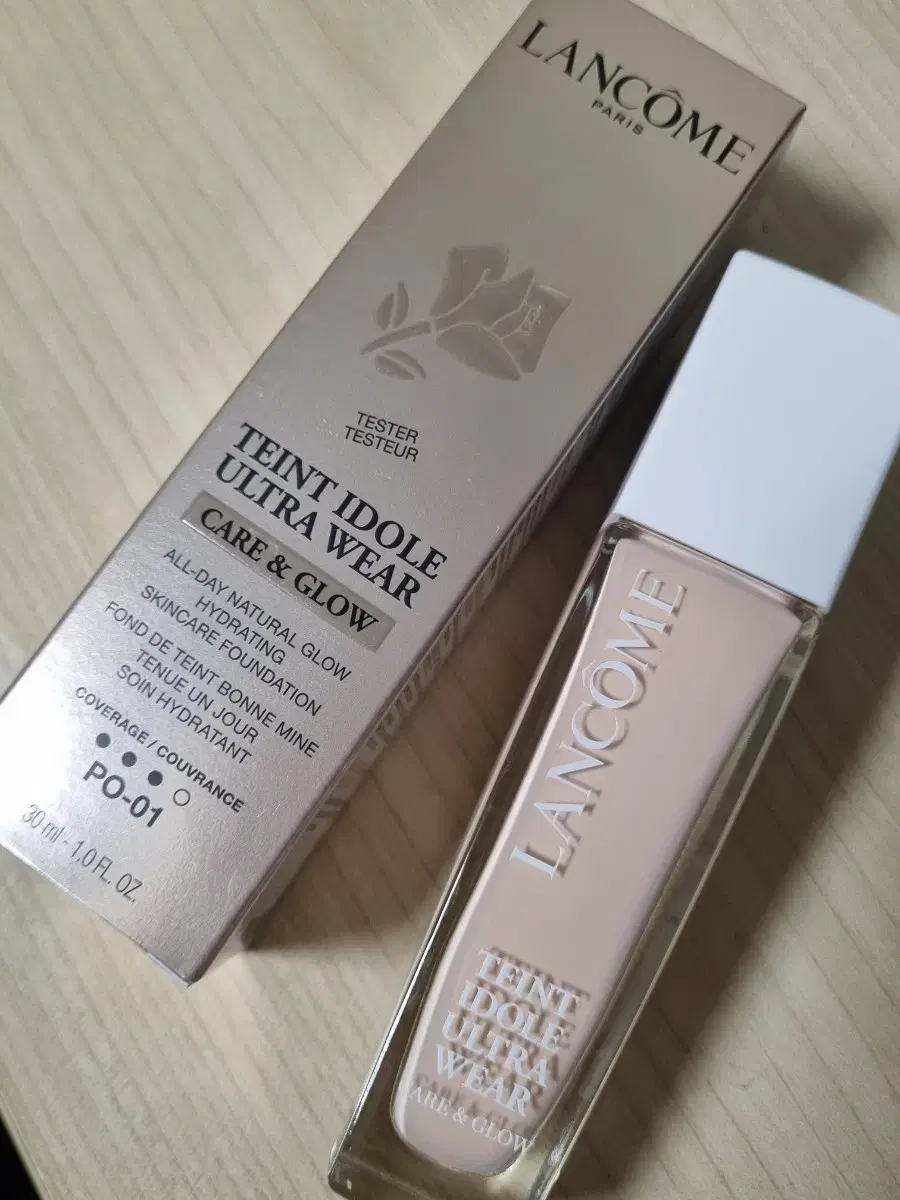 LANCÔME
PARIS
TESTER
TESTEUR
TEINT IDOLE
ULTRA WEAR
CARE & GLOW
ALL-DAY NATURAL GLOW
HYDRATING
SKINCARE FOUNDATION
FOND DE TEINT BONNE MINE
TENUE UN JOUR
SOIN HYDRATANT
COVERAGE / COUVRANCE
PO-01
30 ml - 1.0 FL. OZ.
LANCÔME
TEINT
IDOLE
ULTRA
WEAR
CARE & GLOW